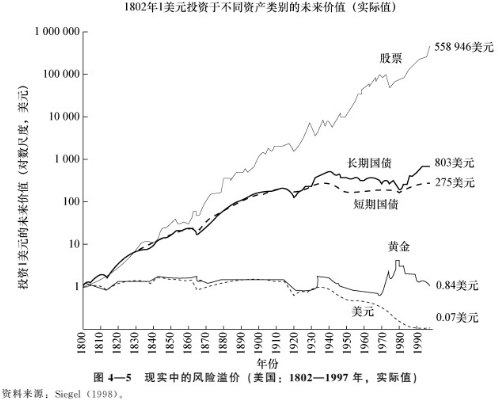 1802年1美元投资于不同资产类别的未来价值（实际值）
投资1美元的未来价值（对数尺度，美元）
1 000 000
100 000
10 000
1 000
100
10
1
股票
558 946美元
长期国债
803美元
275美元
短期国债
黄金
0.84美元
美元
0.07美元
1800 1810 1820 1830 1840 1850 1860 1870 1880 1890 1900 1910 1920 1930 1940 1950 1960 1970 1980 1990
年份
图 4—5 现实中的风险溢价（美国：1802—1997 年，实际值）
资料来源：Siegel（1998）。